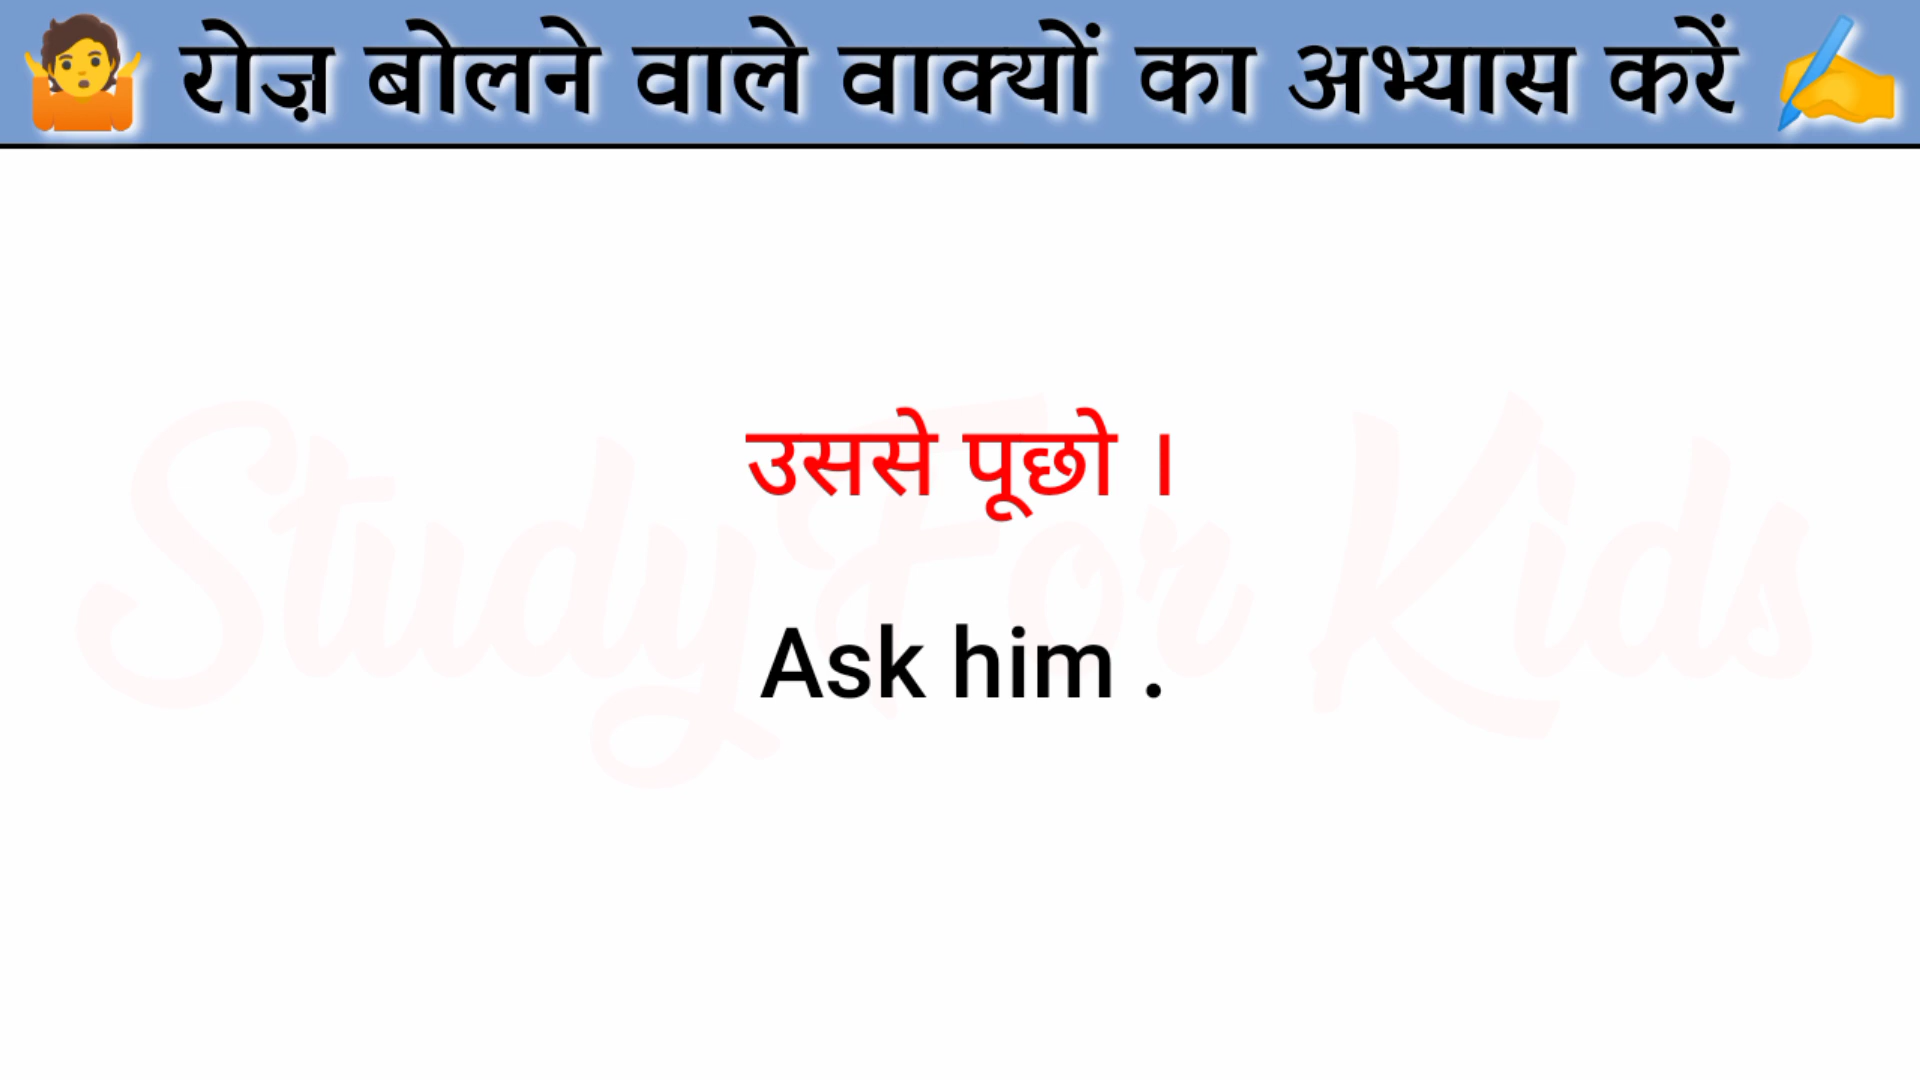 🤷 रोज़ बोलने वाले वाक्यों का अभ्यास करें ✍️
उससे पूछो ।
Study For Kids
Ask him .